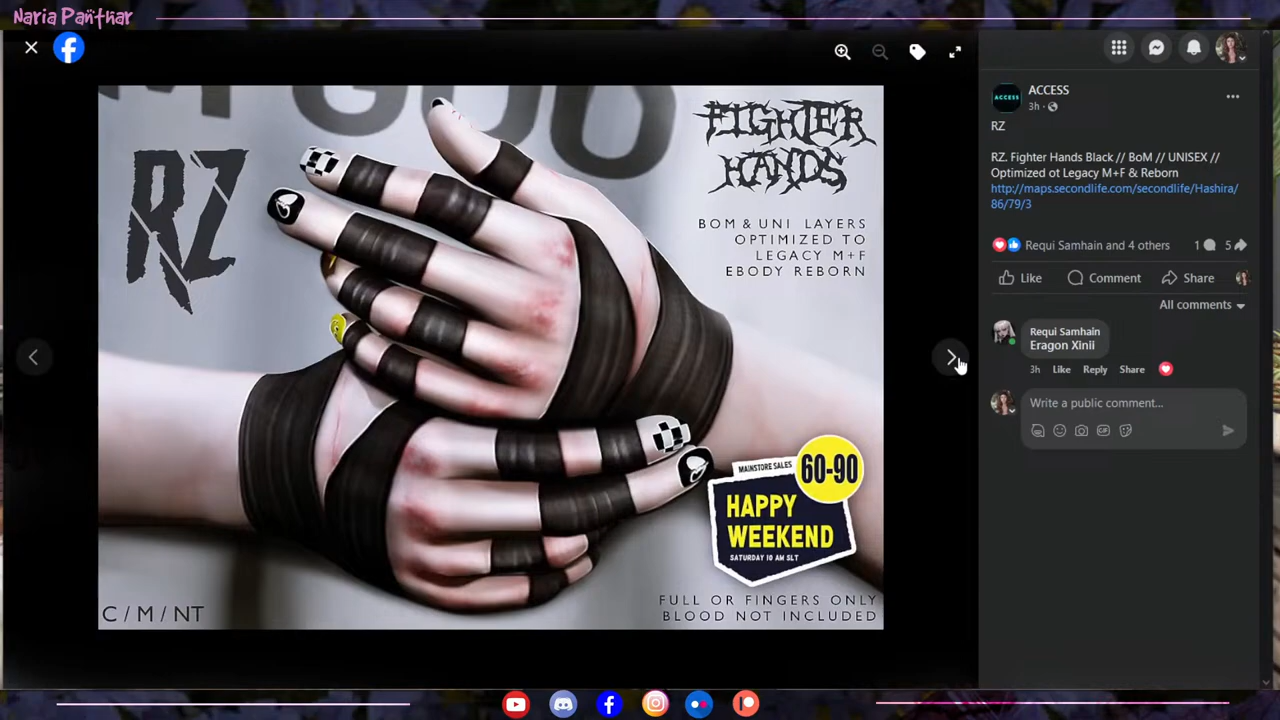 Naria Panthar
RZ
FIGHTER
HANDS
BOM & UNI LAYERS
OPTIMIZED TO
LEGACY M+F
EBODY REBORN
MAINSTORE SALES
60-90
HAPPY
WEEKEND
SATURDAY 10 AM SLT
C / M / NT
FULL OR FINGERS ONLY
BLOOD NOT INCLUDED
ACCESS
ACCESS
3h ·
RZ
RZ. Fighter Hands Black // BoM // UNISEX //
Optimized ot Legacy M+F & Reborn
http://maps.secondlife.com/secondlife/Hashira/
86/79/3
Requi Samhain and 4 others
1
5
Like
Comment
Share
All comments
Requi Samhain
Eragon Xinii
3h Like Reply Share
Write a public comment...
GIF